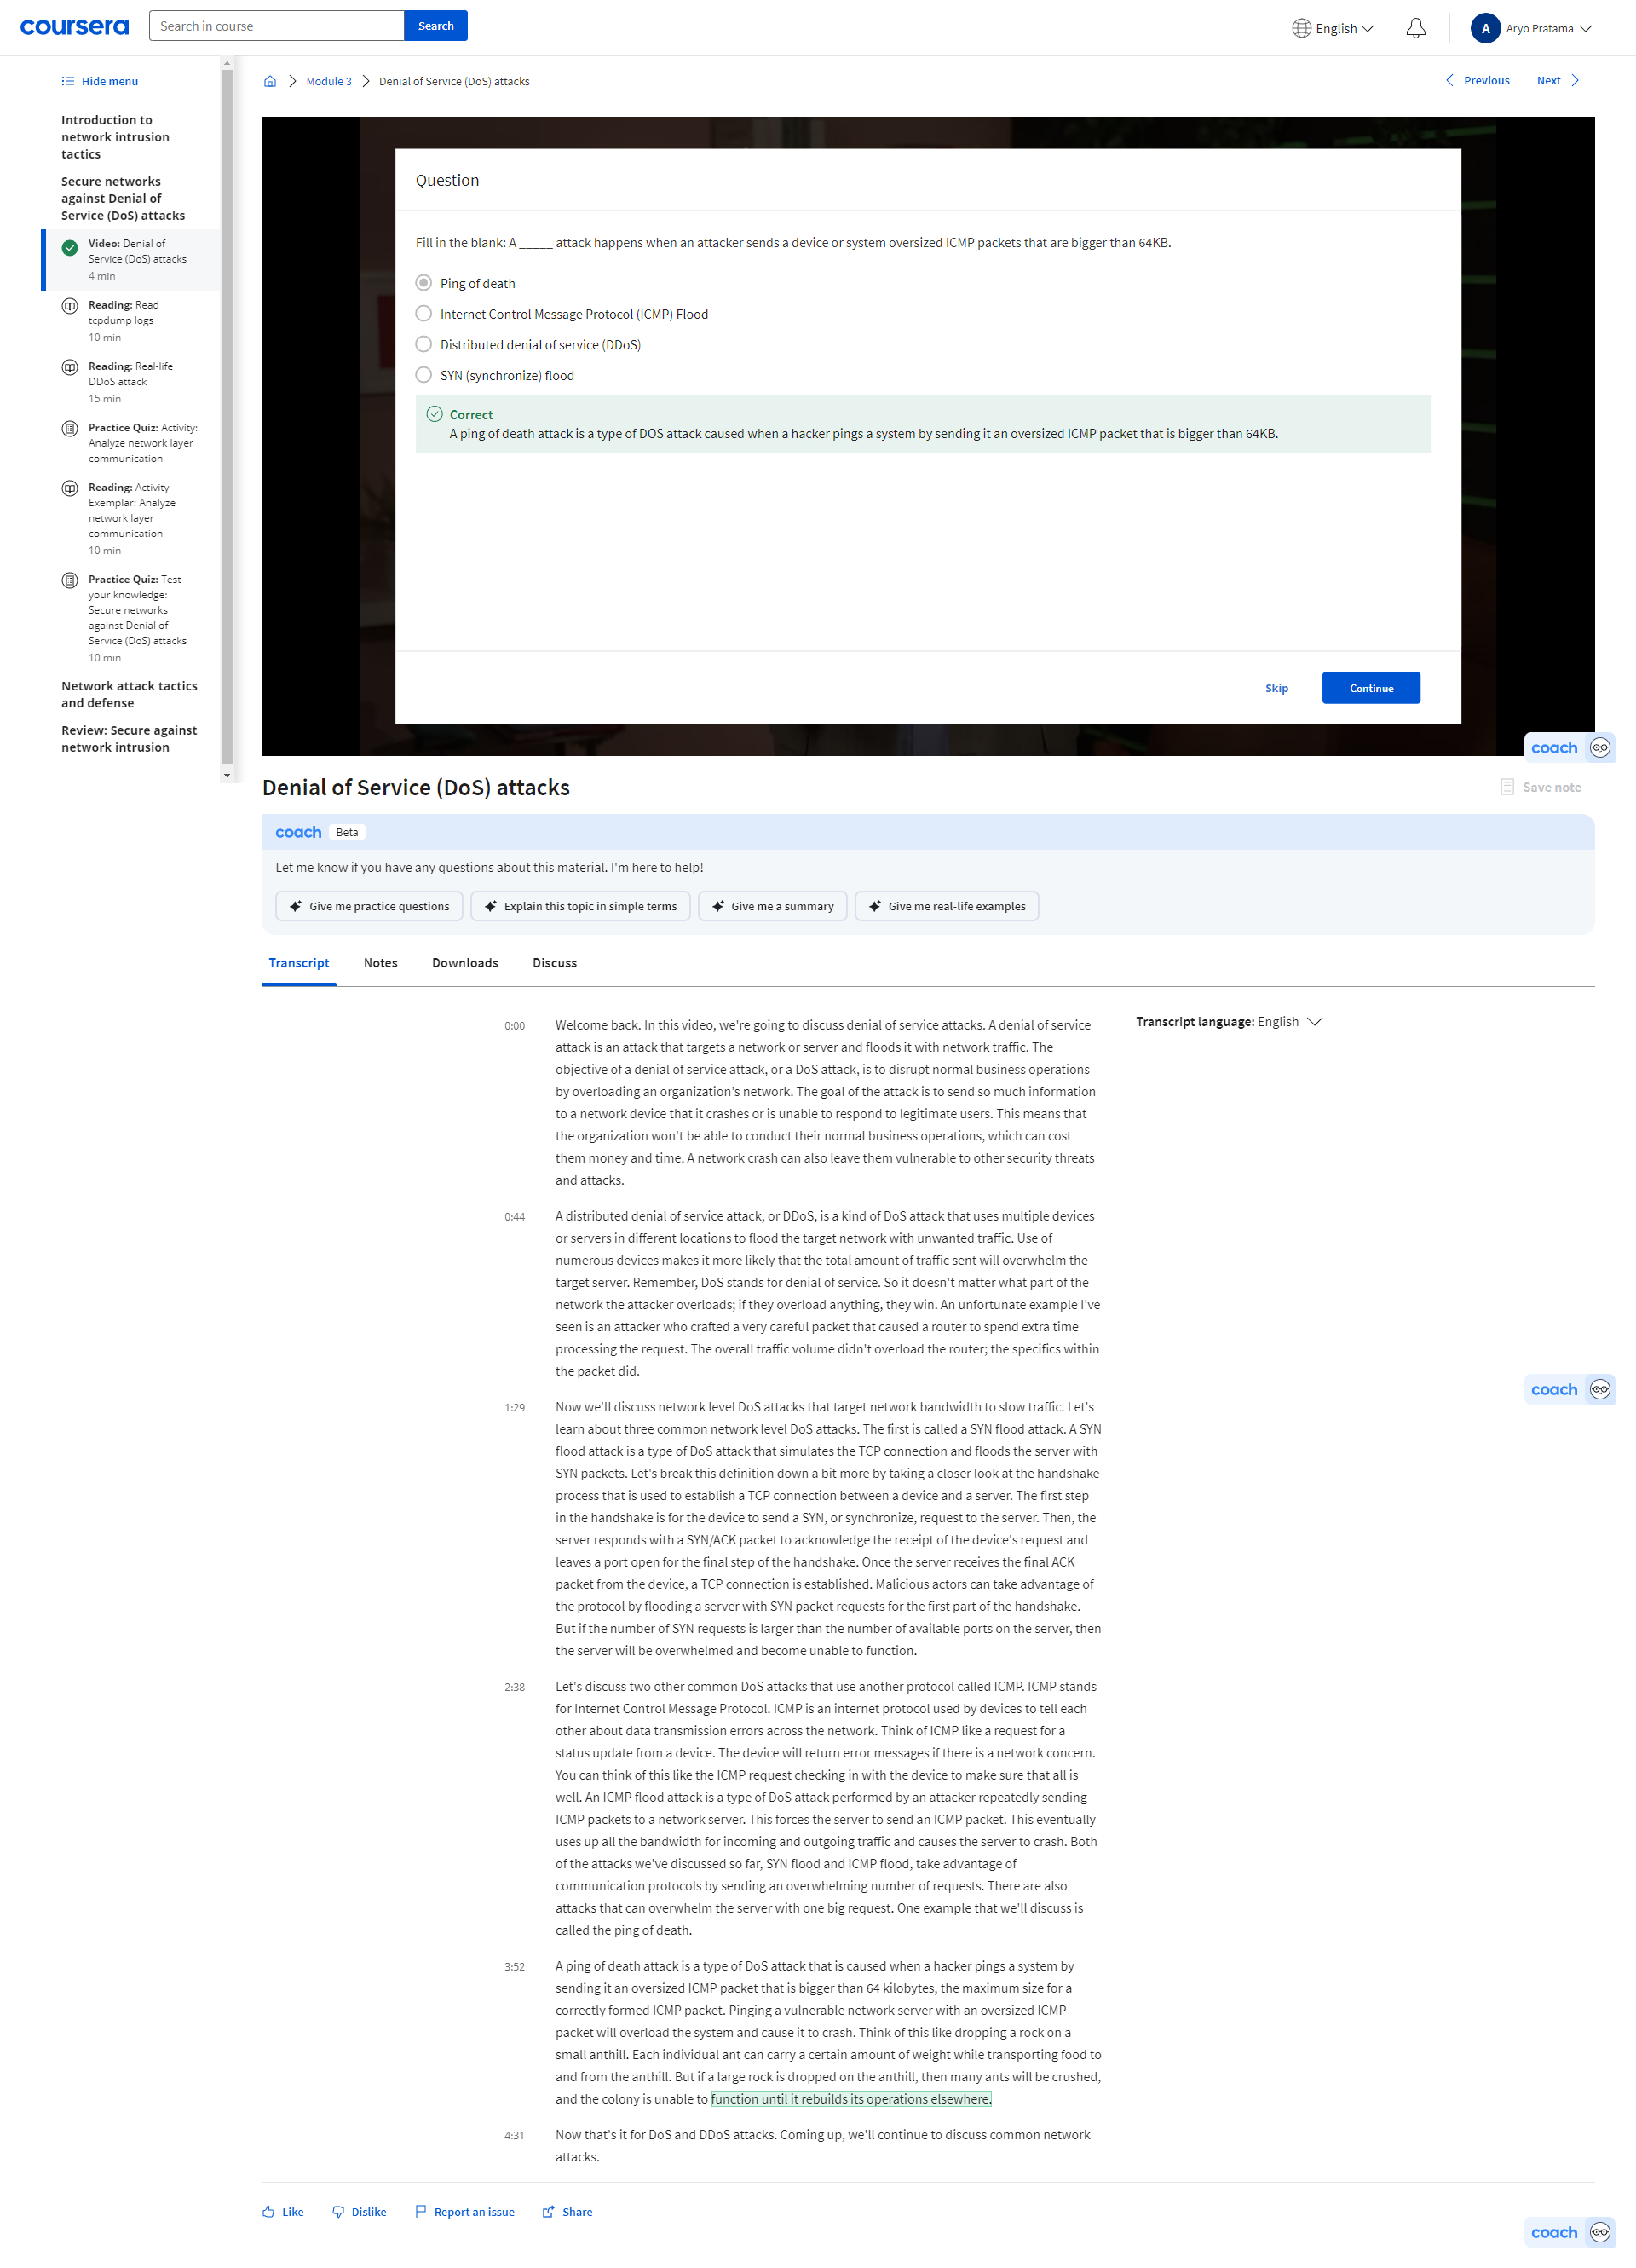 coursera
Search in course
Search
English
A
Aryo Pratama
Hide menu
Introduction to
network intrusion
tactics
Secure networks
against Denial of
Service (DoS) attacks
Video: Denial of
Service (DoS) attacks
4 min
Reading: Read
tcpdump logs
10 min
Reading: Real-life
DDoS attack
15 min
Practice Quiz: Activity:
Analyze network layer
communication
Reading: Activity
Exemplar: Analyze
network layer
communication
10 min
Practice Quiz: Test
your knowledge:
Secure networks
against Denial of
Service (DoS) attacks
10 min
Network attack tactics
and defense
Review: Secure against
network intrusion
Module 3
Denial of Service (DoS) attacks
Previous
Next
Question
Fill in the blank: A _____ attack happens when an attacker sends a device or system oversized ICMP packets that are bigger than 64KB.
Ping of death
Internet Control Message Protocol (ICMP) Flood
Distributed denial of service (DDoS)
SYN (synchronize) flood
Correct
A ping of death attack is a type of DOS attack caused when a hacker pings a system by sending it an oversized ICMP packet that is bigger than 64KB.
Skip
Continue
coach
Denial of Service (DoS) attacks
Save note
coach Beta
Let me know if you have any questions about this material. I'm here to help!
Give me practice questions
Explain this topic in simple terms
Give me a summary
Give me real-life examples
Transcript
Notes
Downloads
Discuss
Transcript language: English
0:00
Welcome back. In this video, we're going to discuss denial of service attacks. A denial of service
attack is an attack that targets a network or server and floods it with network traffic. The
objective of a denial of service attack, or a DoS attack, is to disrupt normal business operations
by overloading an organization's network. The goal of the attack is to send so much information
to a network device that it crashes or is unable to respond to legitimate users. This means that
the organization won't be able to conduct their normal business operations, which can cost
them money and time. A network crash can also leave them vulnerable to other security threats
and attacks.
0:44
A distributed denial of service attack, or DDoS, is a kind of DoS attack that uses multiple devices
or servers in different locations to flood the target network with unwanted traffic. Use of
numerous devices makes it more likely that the total amount of traffic sent will overwhelm the
target server. Remember, DoS stands for denial of service. So it doesn't matter what part of the
network the attacker overloads; if they overload anything, they win. An unfortunate example I've
seen is an attacker who crafted a very careful packet that caused a router to spend extra time
processing the request. The overall traffic volume didn't overload the router; the specifics within
the packet did.
coach
1:29
Now we'll discuss network level DoS attacks that target network bandwidth to slow traffic. Let's
learn about three common network level DoS attacks. The first is called a SYN flood attack. A SYN
flood attack is a type of DoS attack that simulates the TCP connection and floods the server with
SYN packets. Let's break this definition down a bit more by taking a closer look at the handshake
process that is used to establish a TCP connection between a device and a server. The first step
in the handshake is for the device to send a SYN, or synchronize, request to the server. Then, the
server responds with a SYN/ACK packet to acknowledge the receipt of the device's request and
leaves a port open for the final step of the handshake. Once the server receives the final ACK
packet from the device, a TCP connection is established. Malicious actors can take advantage of
the protocol by flooding a server with SYN packet requests for the first part of the handshake.
But if the number of SYN requests is larger than the number of available ports on the server, then
the server will be overwhelmed and become unable to function.
2:38
Let's discuss two other common DoS attacks that use another protocol called ICMP. ICMP stands
for Internet Control Message Protocol. ICMP is an internet protocol used by devices to tell each
other about data transmission errors across the network. Think of ICMP like a request for a
status update from a device. The device will return error messages if there is a network concern.
You can think of this like the ICMP request checking in with the device to make sure that all is
well. An ICMP flood attack is a type of DoS attack performed by an attacker repeatedly sending
ICMP packets to a network server. This forces the server to send an ICMP packet. This eventually
uses up all the bandwidth for incoming and outgoing traffic and causes the server to crash. Both
of the attacks we've discussed so far, SYN flood and ICMP flood, take advantage of
communication protocols by sending an overwhelming number of requests. There are also
attacks that can overwhelm the server with one big request. One example that we'll discuss is
called the ping of death.
3:52
A ping of death attack is a type of DoS attack that is caused when a hacker pings a system by
sending it an oversized ICMP packet that is bigger than 64 kilobytes, the maximum size for a
correctly formed ICMP packet. Pinging a vulnerable network server with an oversized ICMP
packet will overload the system and cause it to crash. Think of this like dropping a rock on a
small anthill. Each individual ant can carry a certain amount of weight while transporting food to
and from the anthill. But if a large rock is dropped on the anthill, then many ants will be crushed,
and the colony is unable to function until it rebuilds its operations elsewhere.
4:31
Now that's it for DoS and DDoS attacks. Coming up, we'll continue to discuss common network
attacks.
Like
Dislike
Report an issue
Share
coach